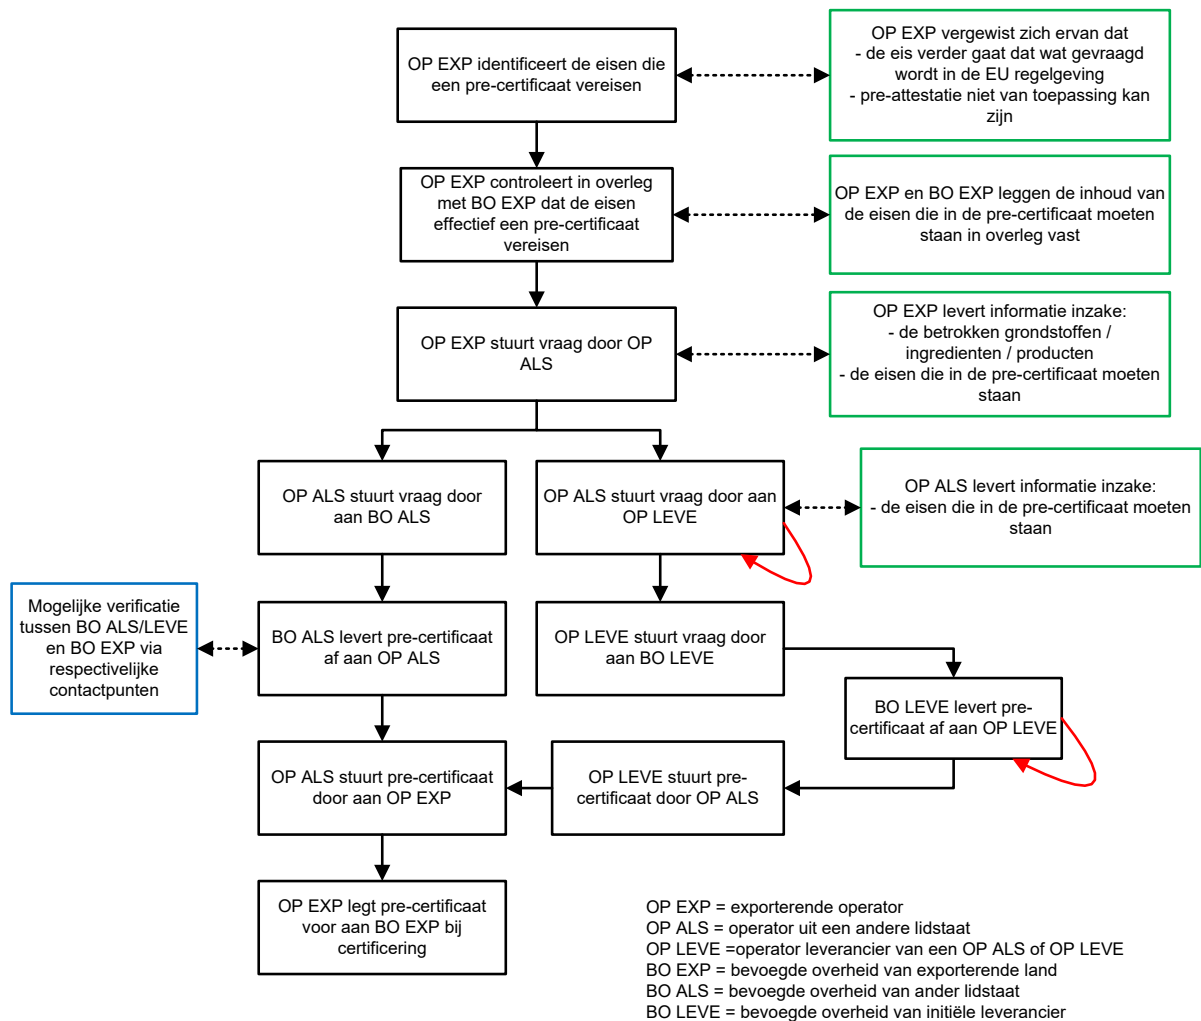 OP EXP identificeert de eisen die
een pre-certificaat vereisen
OP EXP vergewist zich ervan dat
- de eis verder gaat dat wat gevraagd
wordt in de EU regelgeving
- pre-attestatie niet van toepassing kan
zijn
OP EXP controleert in overleg
met BO EXP dat de eisen
effectief een pre-certificaat
vereisen
OP EXP en BO EXP leggen de inhoud van
de eisen die in de pre-certificaat moeten
staan in overleg vast
OP EXP stuurt vraag door OP
ALS
OP EXP levert informatie inzake:
- de betrokken grondstoffen /
ingredienten / producten
- de eisen die in de pre-certificaat moeten
staan
OP ALS stuurt vraag door
aan BO ALS
OP ALS stuurt vraag door aan
OP LEVE
OP ALS levert informatie inzake:
- de eisen die in de pre-certificaat moeten
staan
Mogelijke verificatie
tussen BO ALS/LEVE
en BO EXP via
respectivelijke
contactpunten
BO ALS levert pre-certificaat
af aan OP ALS
OP LEVE stuurt vraag door
aan BO LEVE
BO LEVE levert pre-
certificaat af aan OP LEVE
OP ALS stuurt pre-certificaat
door aan OP EXP
OP LEVE stuurt pre-
certificaat door OP ALS
OP EXP legt pre-certificaat
voor aan BO EXP bij
certificering
OP EXP = exporterende operator
OP ALS = operator uit een andere lidstaat
OP LEVE =operator leverancier van een OP ALS of OP LEVE
BO EXP = bevoegde overheid van exporterende land
BO ALS = bevoegde overheid van ander lidstaat
BO LEVE = bevoegde overheid van initiële leverancier